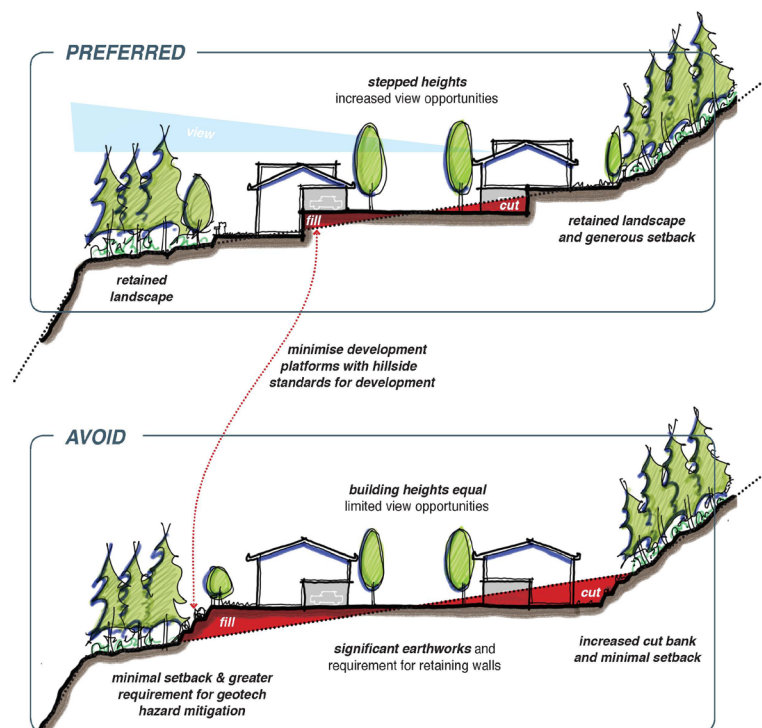 PREFERRED
stepped heights
increased view opportunities
view
fill
cut
retained landscape
and generous setback
retained
landscape
minimise development
platforms with hillside
standards for development
AVOID
building heights equal
limited view opportunities
fill
cut
significant earthworks and
requirement for retaining walls
increased cut bank
and minimal setback
minimal setback & greater
requirement for geotech
hazard mitigation